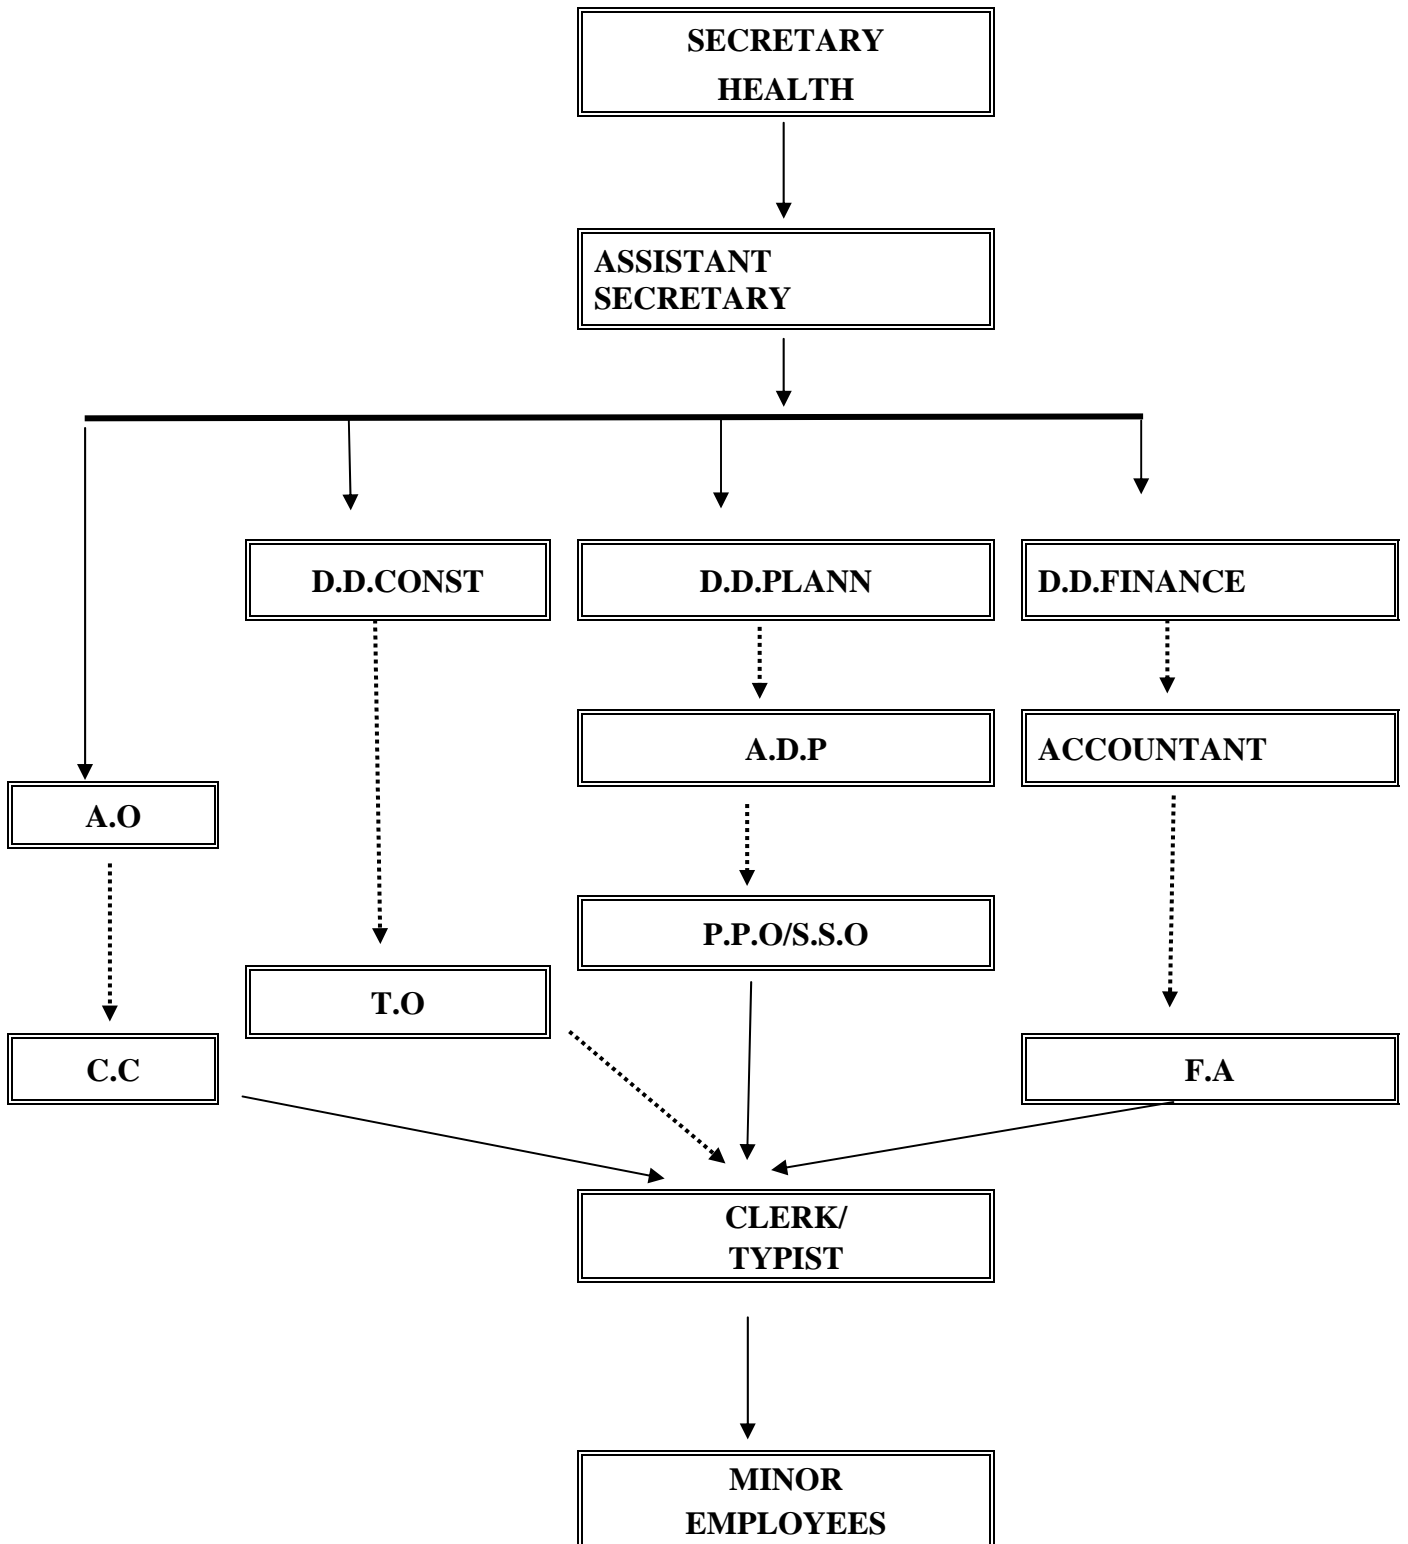 SECRETARY
HEALTH
ASSISTANT
SECRETARY
D.D.CONST
D.D.PLANN
D.D.FINANCE
A.D.P
ACCOUNTANT
A.O
P.P.O/S.S.O
T.O
C.C
F.A
CLERK/
TYPIST
MINOR
EMPLOYEES